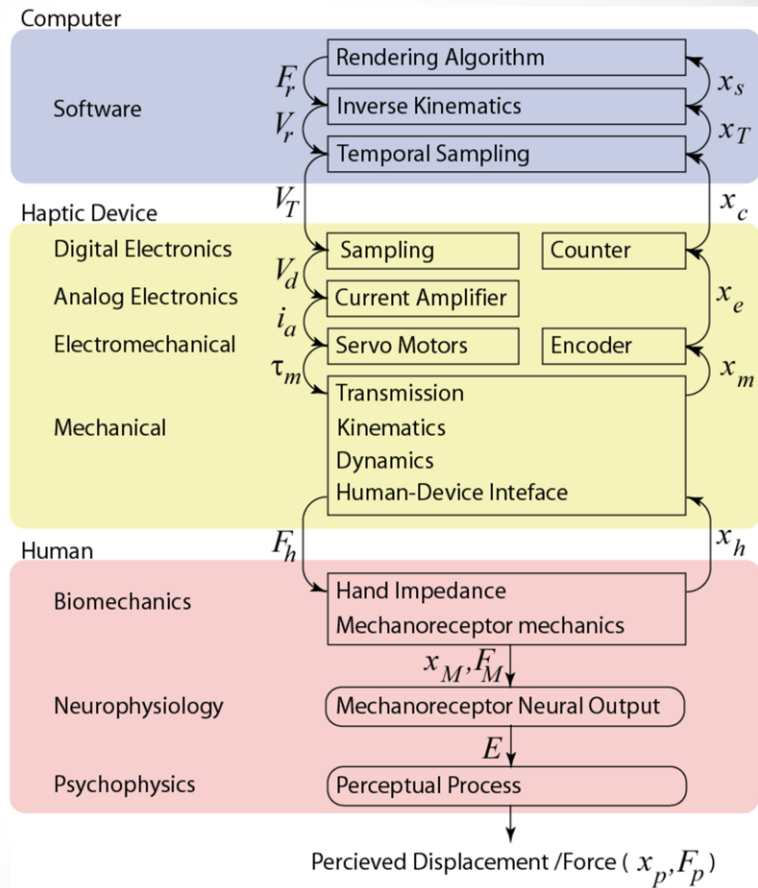 Computer
Rendering Algorithm
F_r
x_s
Software
Inverse Kinematics
V_r
x_T
Temporal Sampling
V_T
x_c
Haptic Device
Digital Electronics
Sampling
Counter
V_d
Analog Electronics
Current Amplifier
x_e
i_a
Electromechanical
Servo Motors
Encoder
τ_m
x_m
Transmission
Mechanical
Kinematics
Dynamics
Human-Device Inteface
F_h
x_h
Human
Biomechanics
Hand Impedance
Mechanoreceptor mechanics
x_M, F_M
Neurophysiology
Mechanoreceptor Neural Output
E
Psychophysics
Perceptual Process
Percieved Displacement /Force ( x_p, F_p )